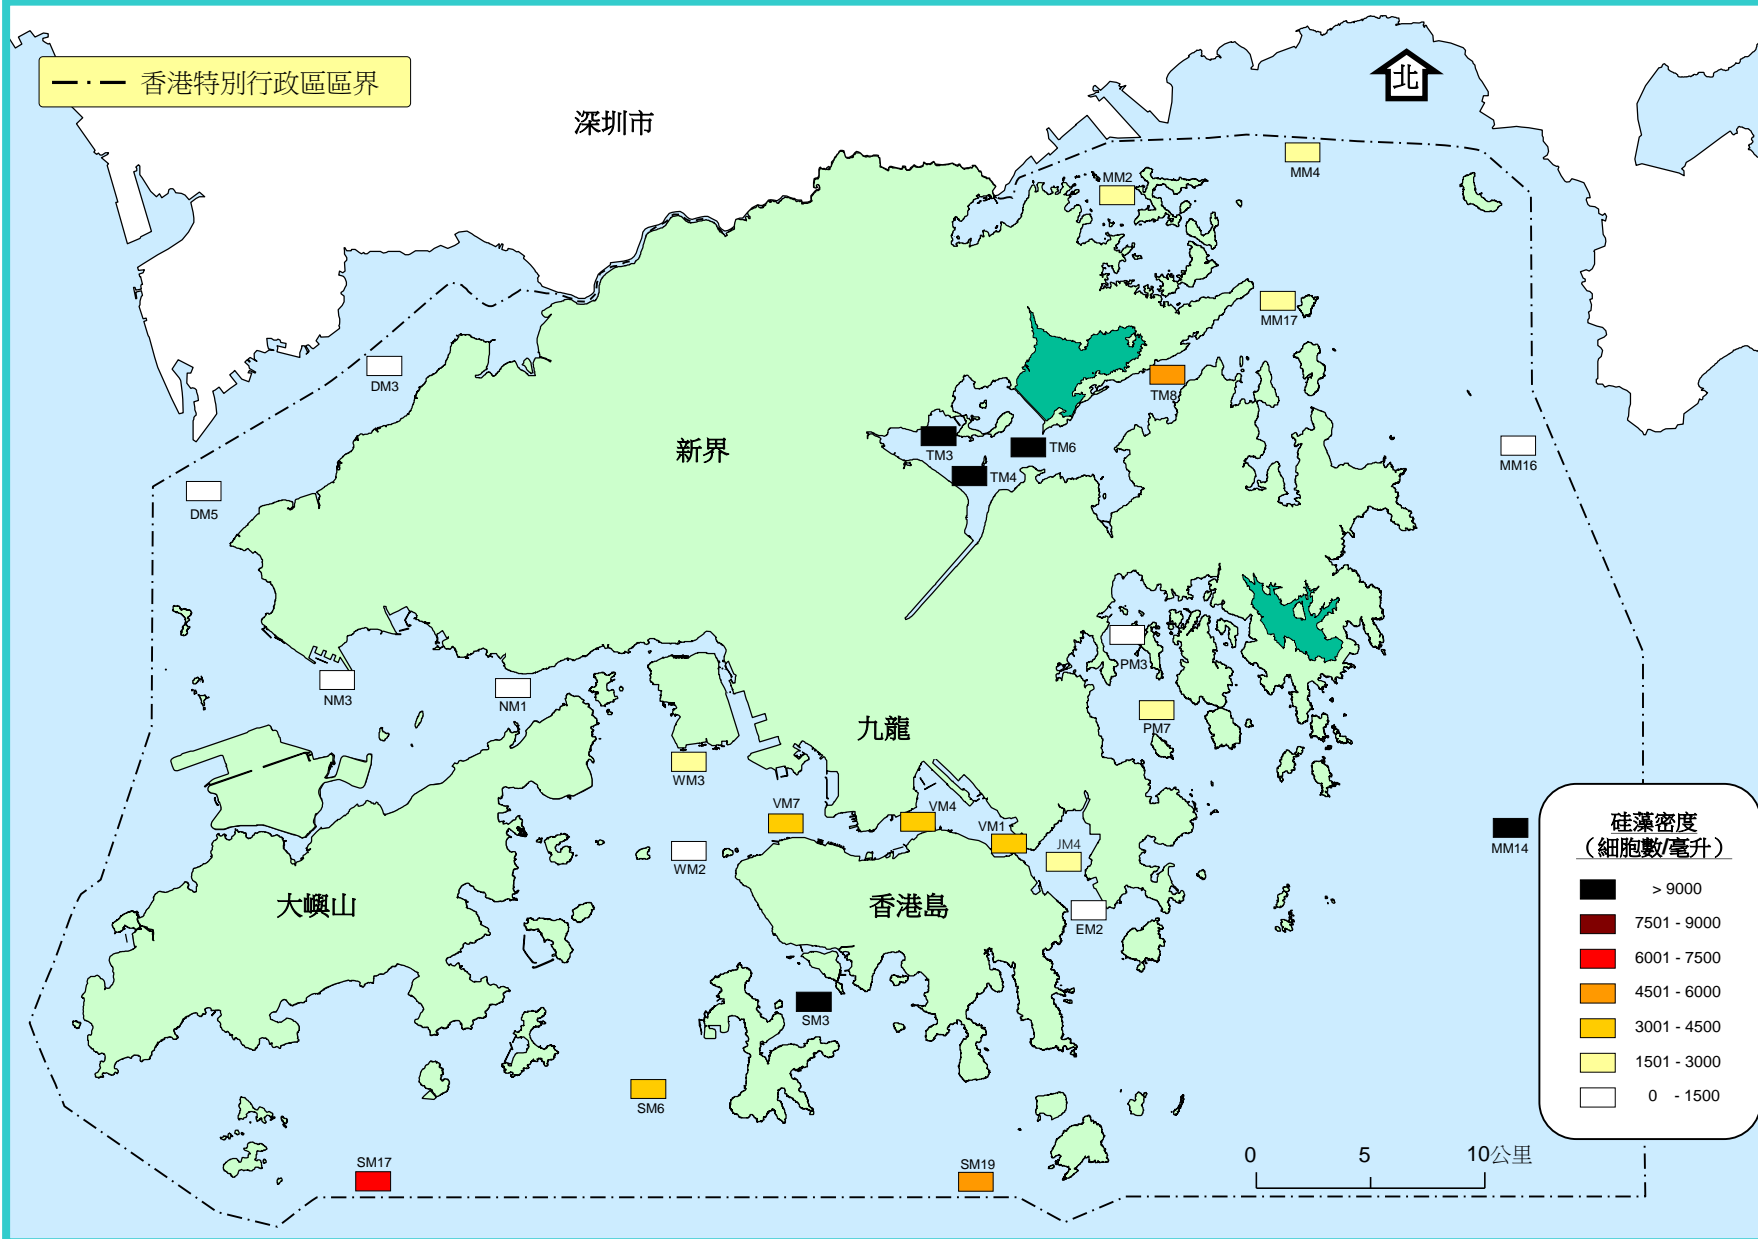 香港特別行政區區界
北
深圳市
MM4
MM2
MM17
DM3
TM8
TM3
TM6
TM4
新界
MM16
DM5
PM3
NM3
NM1
PM7
九龍
WM3
VM7
VM4
VM1
JM4
WM2
MM14
大嶼山
香港島
EM2
SM3
SM6
SM17
SM19
硅藻密度
（細胞數/毫升）
> 9000
7501 - 9000
6001 - 7500
4501 - 6000
3001 - 4500
1501 - 3000
0 - 1500
0 5 10公里